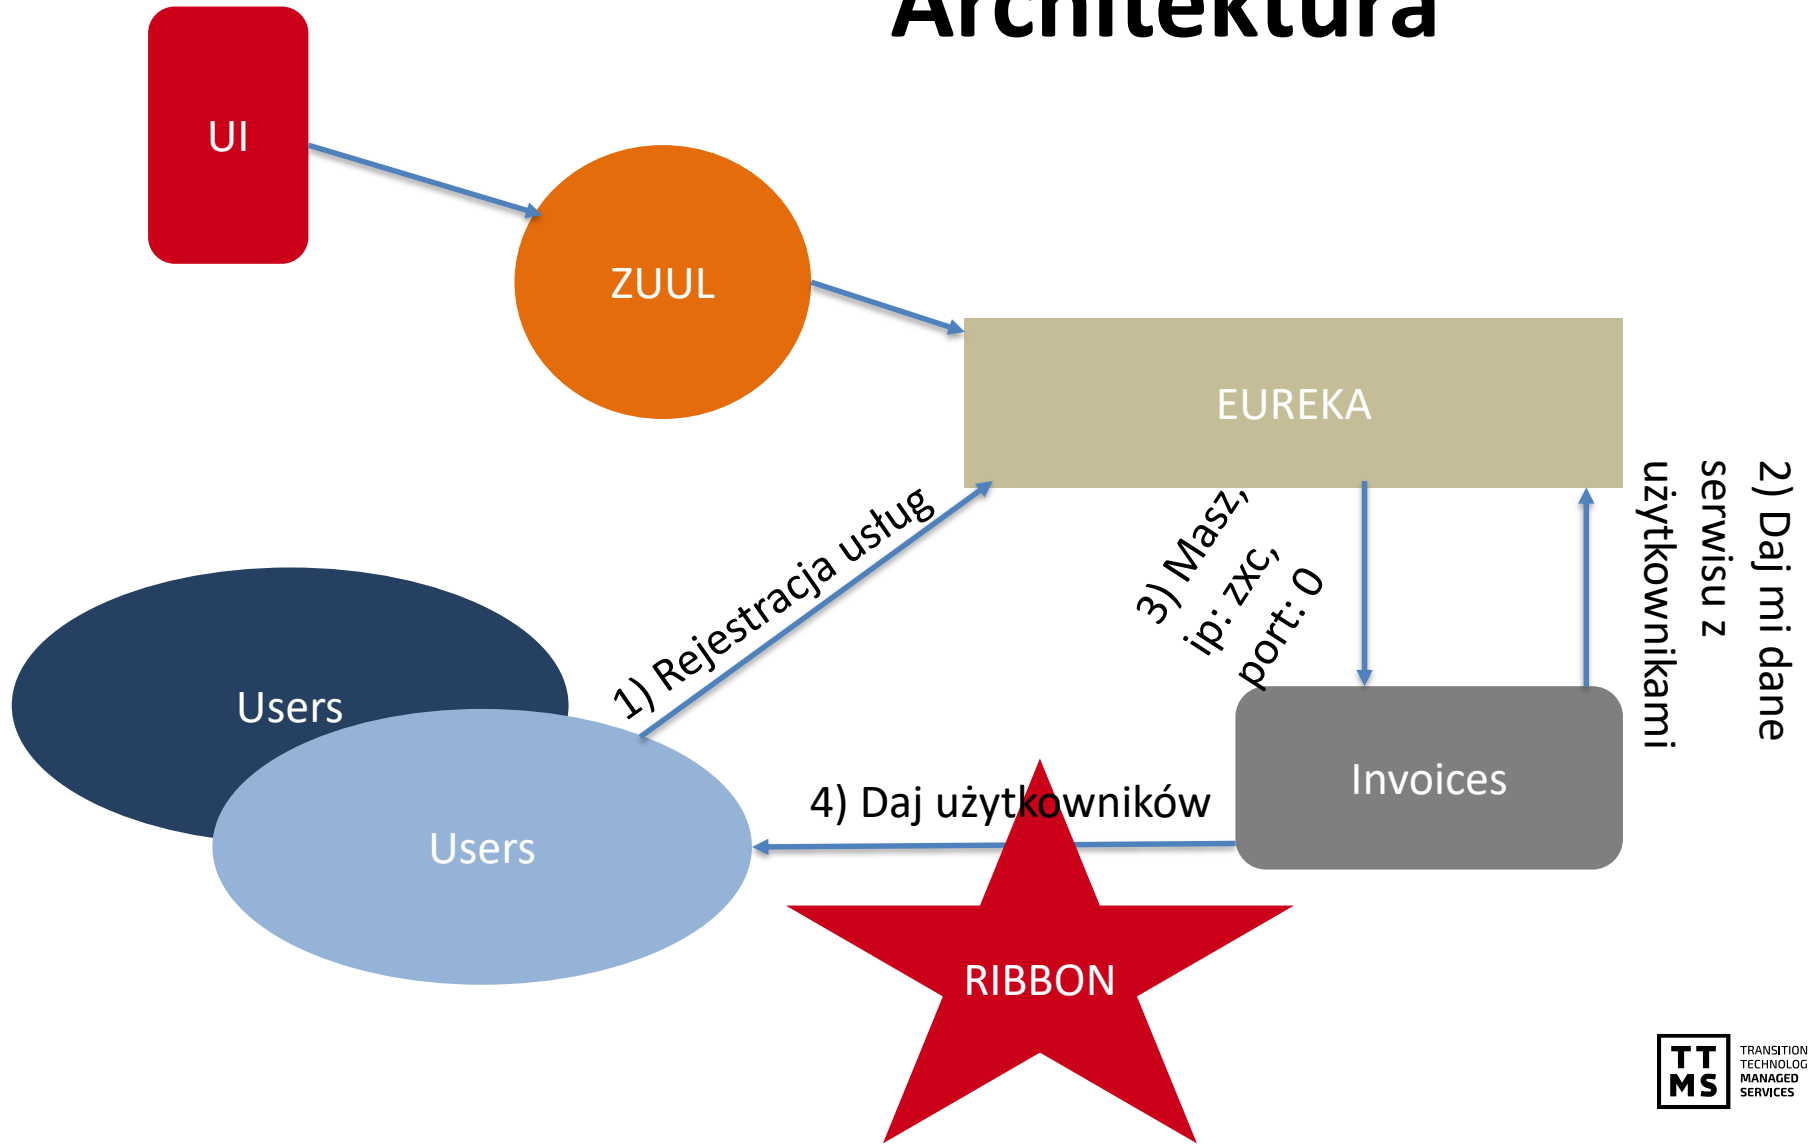 Architektura
UI
ZUUL
EUREKA
1) Rejestracja usług
3) Masz,
ip: zxc,
port: 0
2) Daj mi dane
serwisu z
użytkownikami
Users
Users
4) Daj użytkowników
Invoices
RIBBON
TT
MS
TRANSITION
TECHNOLOG
MANAGED
SERVICES